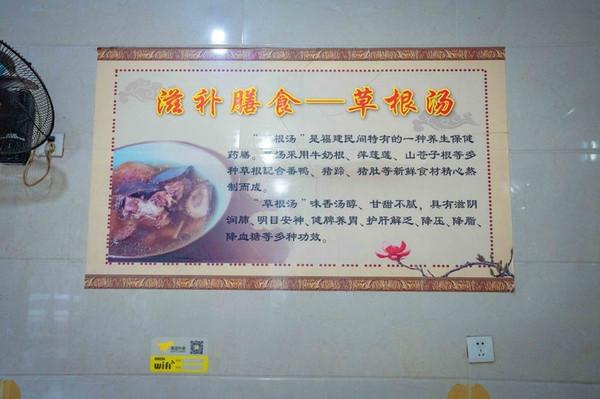 滋补膳食—草根汤
"草根汤"是福建民间特有的一种养生保健
药膳。汤采用牛奶根、萍莲莲、山苍子根等多
种草根配合番鸭、猪蹄、猪肚等新鲜食材精心熬
制而成。
"草根汤"味香汤醇、甘甜不腻，具有滋阴
润肺、明目安神、健脾养胃、护肝解乏、降压、降脂、
降血糖等多种功效。
wifi